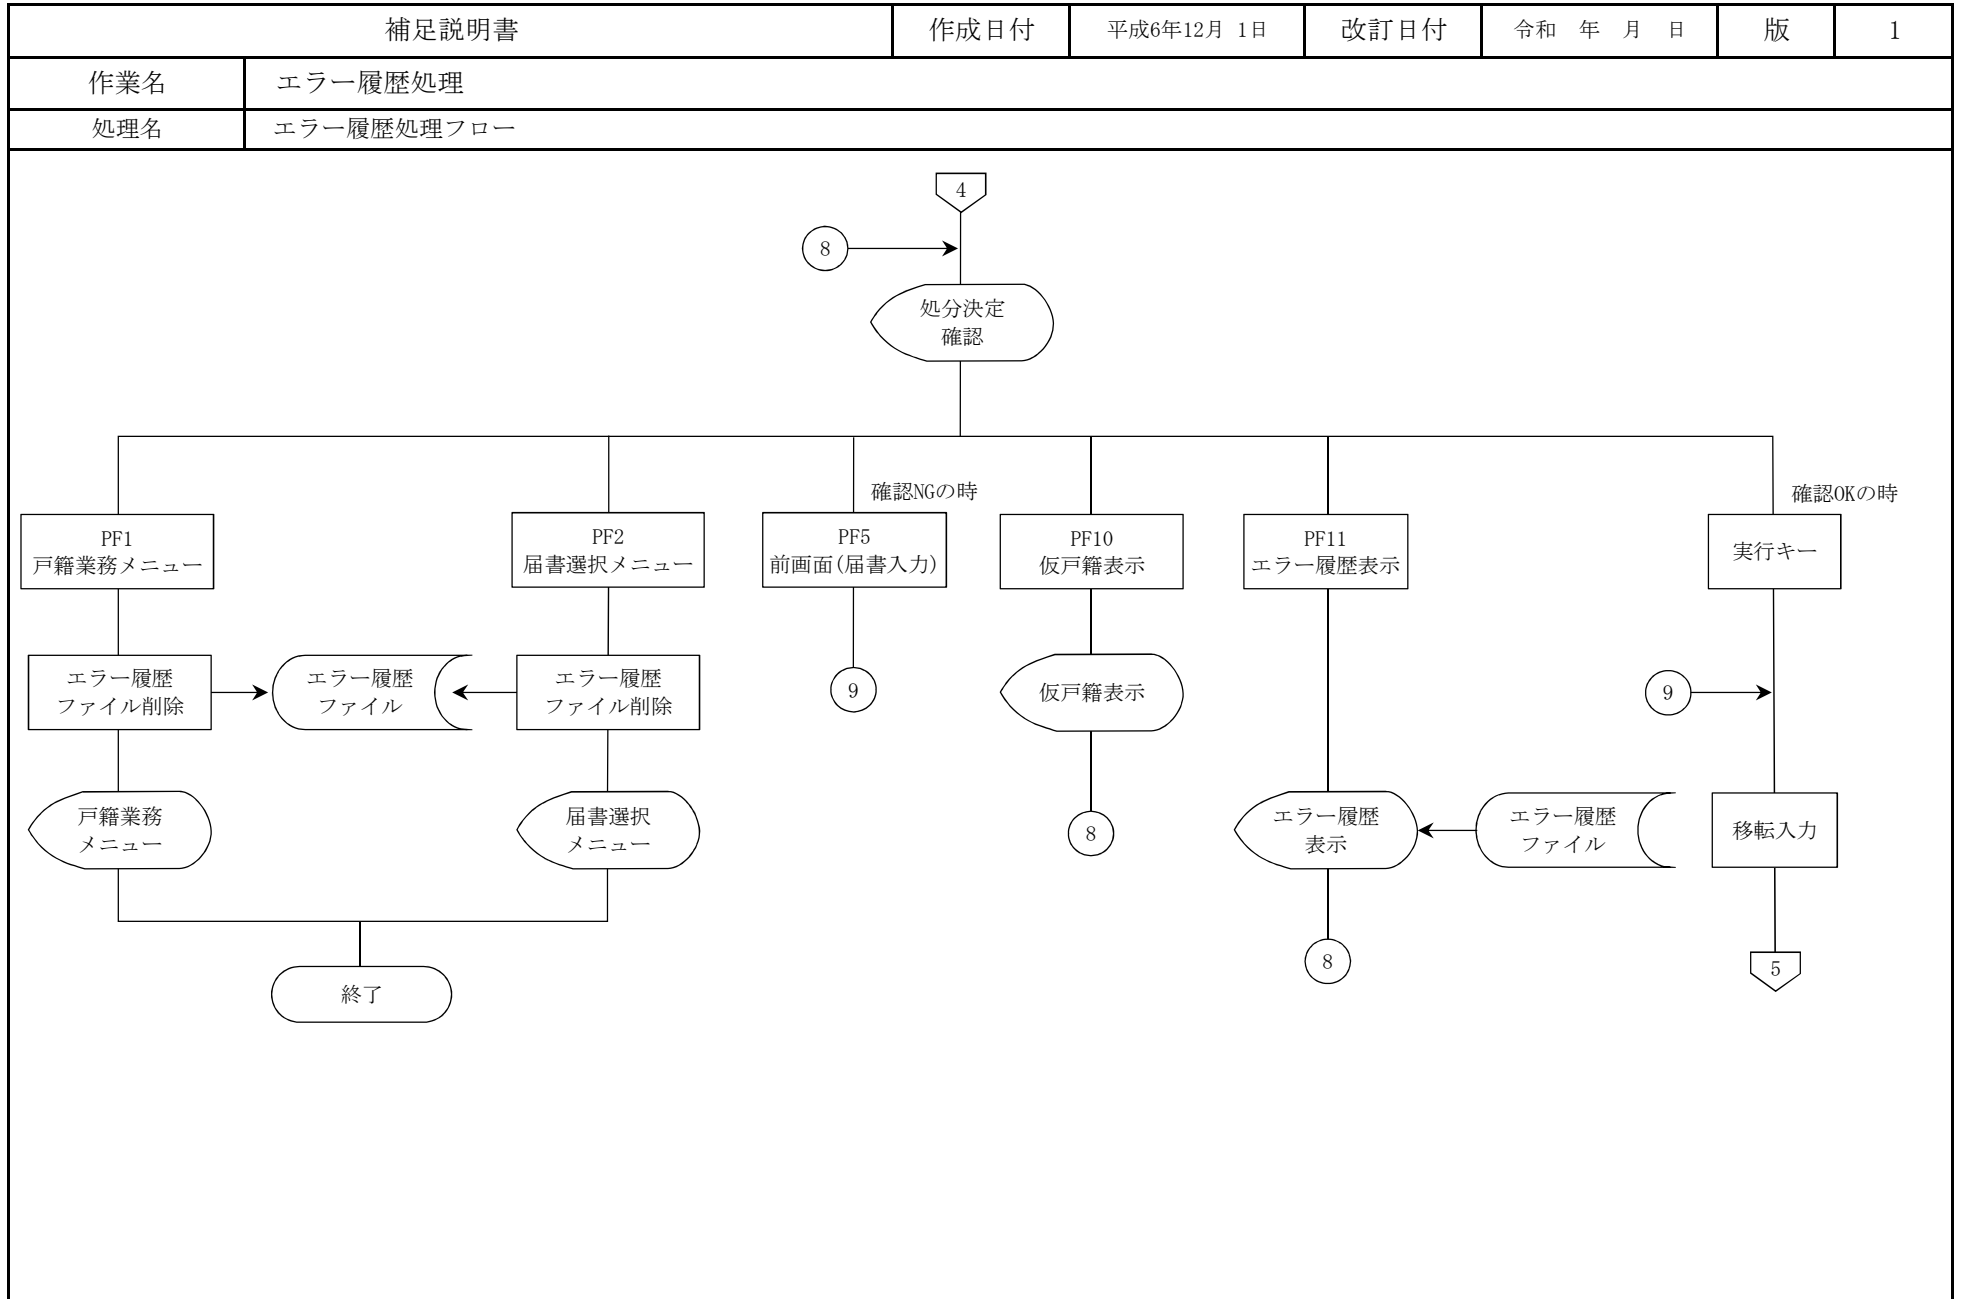 補足説明書 作成日付 平成6年12月 1日 改訂日付 令和 年 月 日 版 1
作業名 エラー履歴処理
処理名 エラー履歴処理フロー
4
8
処分決定
確認
確認NGの時
確認OKの時
PF1
戸籍業務メニュー
PF2
届書選択メニュー
PF5
前画面(届書入力)
PF10
仮戸籍表示
PF11
エラー履歴表示
実行キー
エラー履歴
ファイル削除
エラー履歴
ファイル
エラー履歴
ファイル削除
9
仮戸籍表示
9
戸籍業務
メニュー
届書選択
メニュー
8
エラー履歴
表示
エラー履歴
ファイル
移転入力
8
5
終了